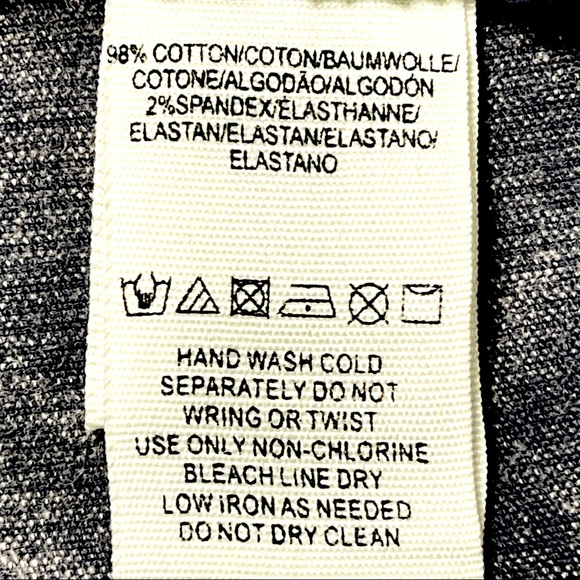 98% COTTON/COTON/BAUMWOLLE/
COTONE/ALGODÃO/ALGODÓN
2%SPANDEX/ÉLASTHANNE/
ELASTAN/ELASTAN/ELASTANO/
ELASTANO
HAND WASH COLD
SEPARATELY DO NOT
WRING OR TWIST
USE ONLY NON-CHLORINE
BLEACH LINE DRY
LOW IRON AS NEEDED
DO NOT DRY CLEAN